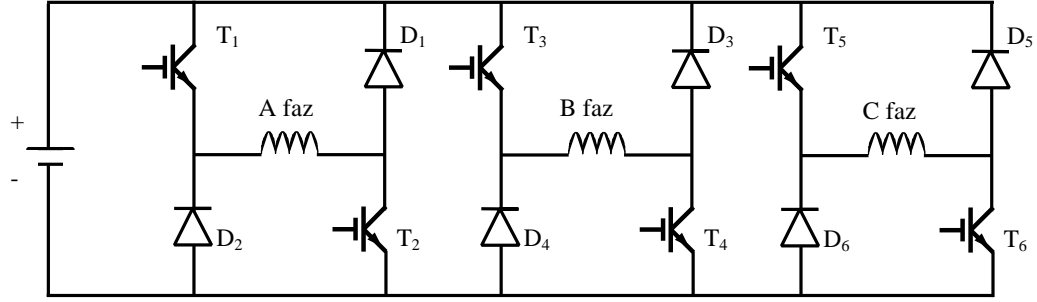 T1 D1 T3 D3 T5 D5
A faz B faz C faz
+
-
D2 T2 D4 T4 D6 T6